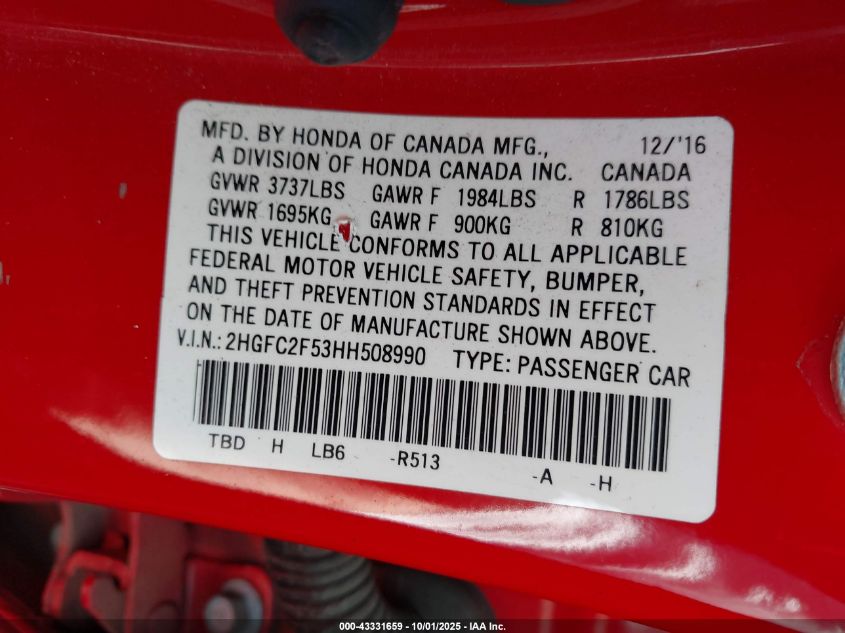 MFD. BY HONDA OF CANADA MFG., 12/'16
A DIVISION OF HONDA CANADA INC. CANADA
GVWR 3737LBS GAWR F 1984LBS R 1786LBS
GVWR 1695KG GAWR F 900KG R 810KG
THIS VEHICLE CONFORMS TO ALL APPLICABLE
FEDERAL MOTOR VEHICLE SAFETY, BUMPER,
AND THEFT PREVENTION STANDARDS IN EFFECT
ON THE DATE OF MANUFACTURE SHOWN ABOVE.
V.I.N.: 2HGFC2F53HH508990 TYPE: PASSENGER CAR
TBD H LB6 -R513 -A -H
000-43331659 - 10/01/2025 - IAA Inc.